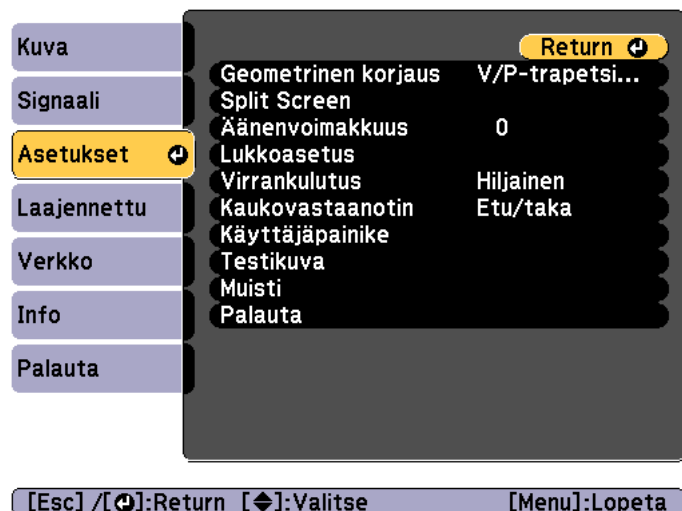 Kuva
Signaali
Asetukset
Laajennettu
Verkko
Info
Palauta
Return
Geometrinen korjaus V/P-trapetsi...
Split Screen
Äänenvoimakkuus 0
Lukkoasetus
Virrankulutus Hiljainen
Kaukovastaanotin Etu/taka
Käyttäjäpainike
Testikuva
Muisti
Palauta
[Esc] /[⏎]:Return [◆]:Valitse [Menu]:Lopeta